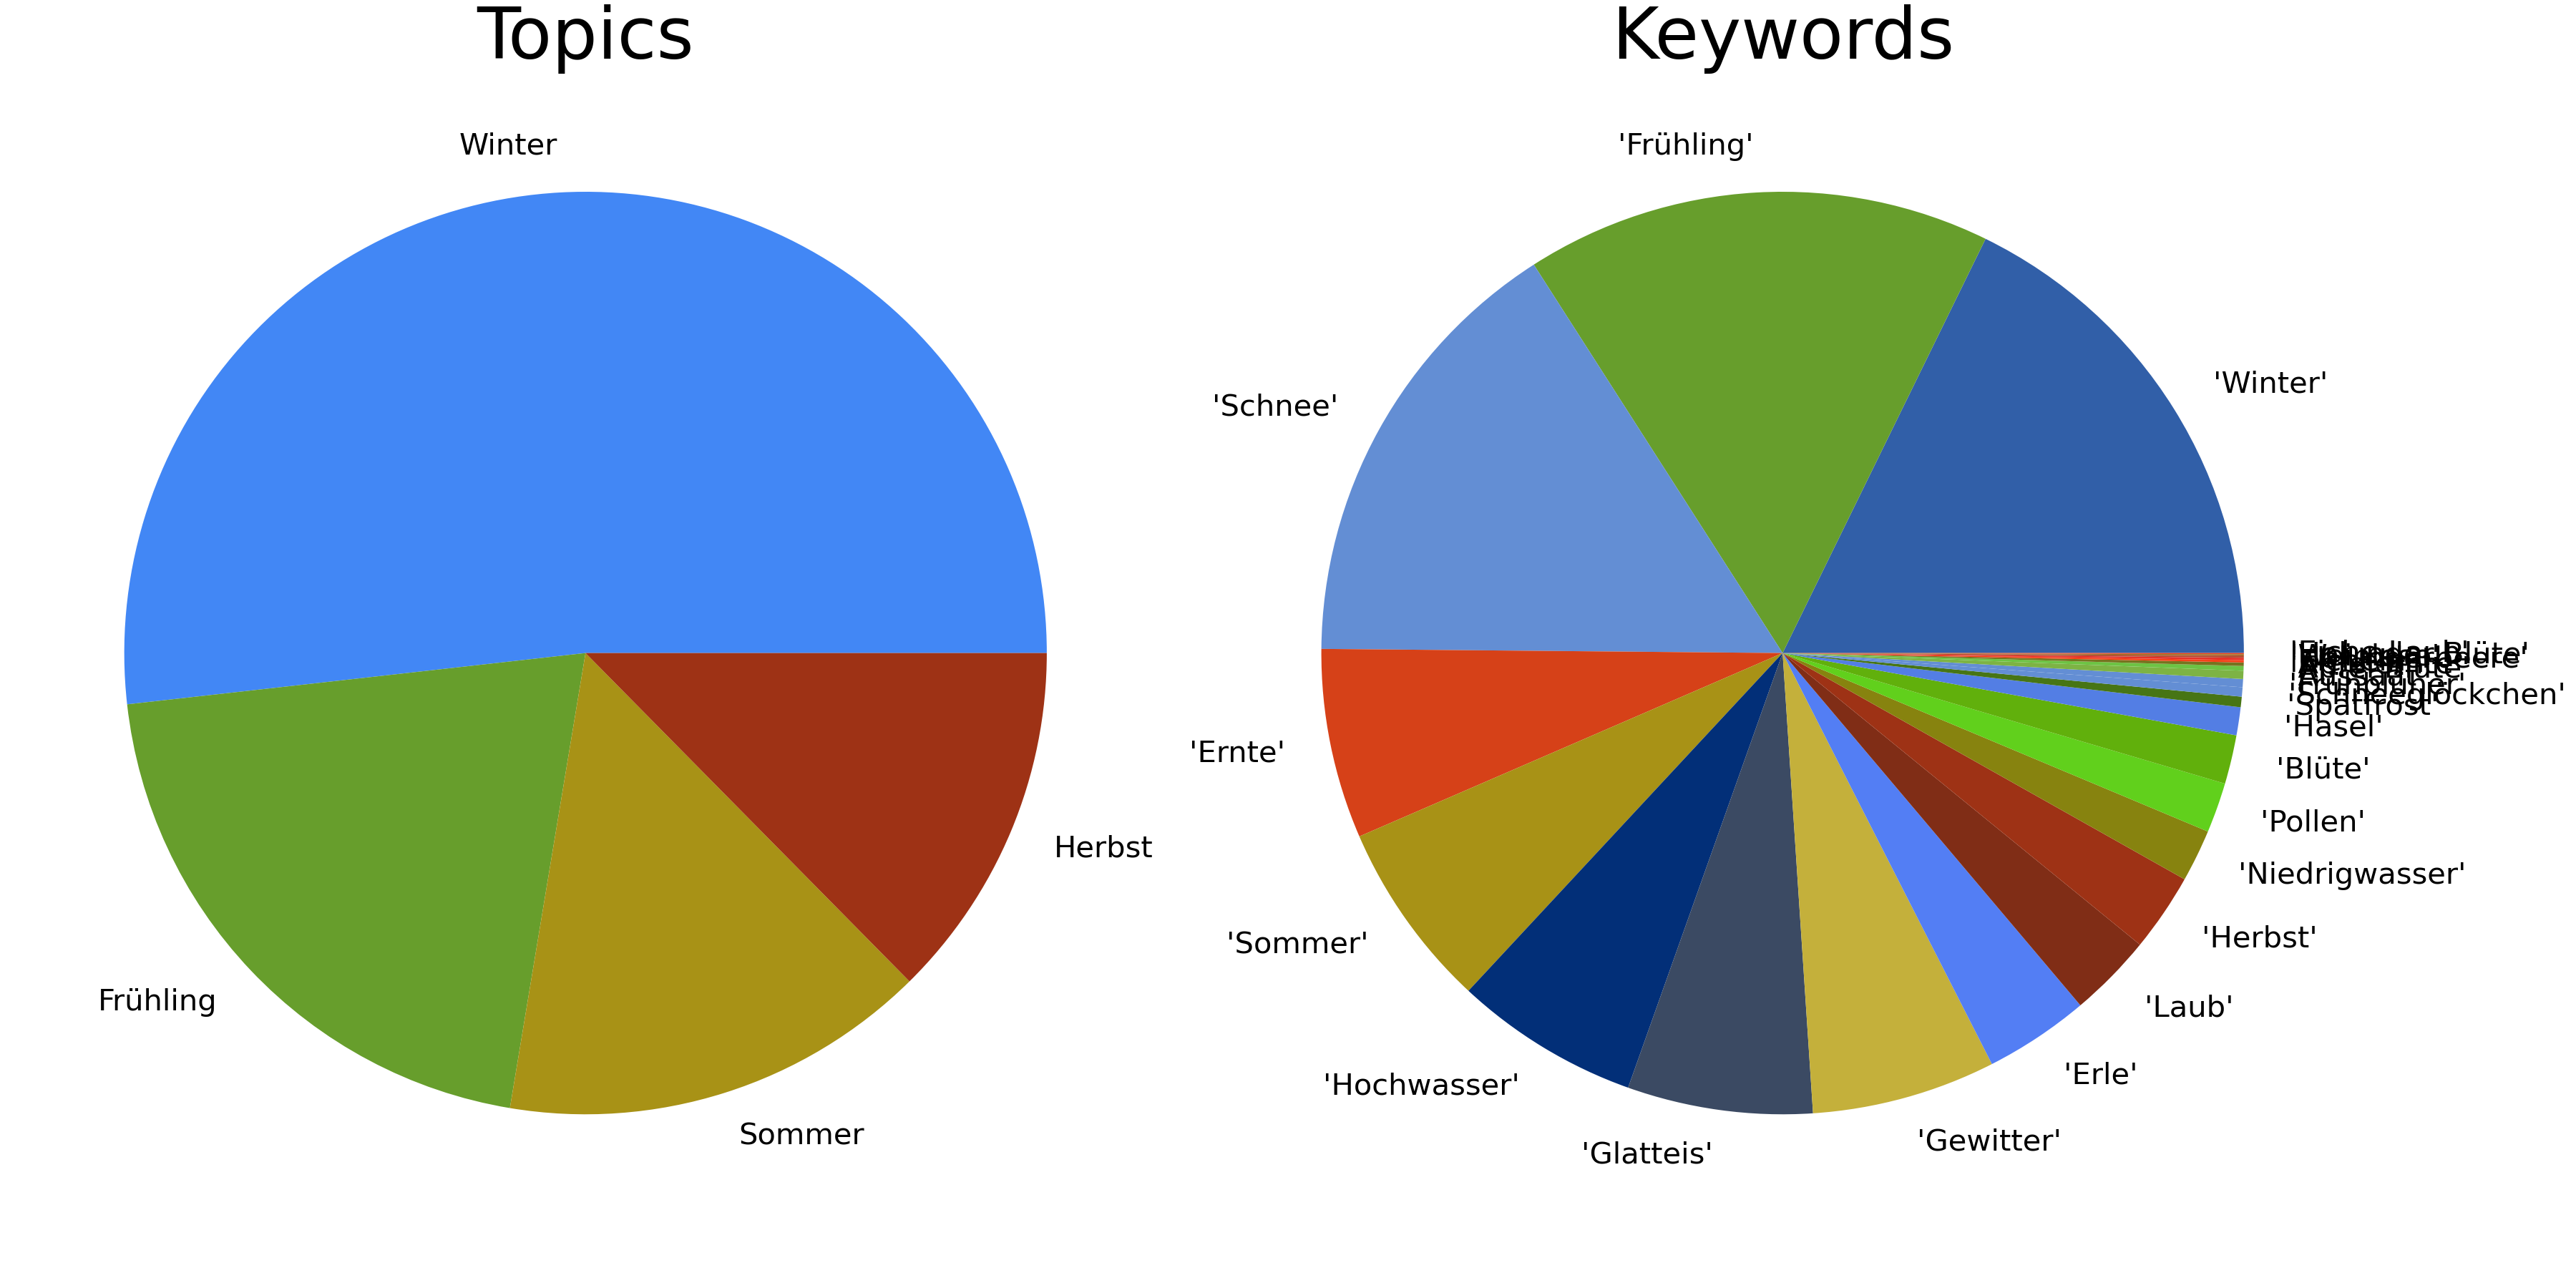 Topics
Winter
Frühling
Sommer
Herbst
Keywords
'Winter'
'Frühling'
'Schnee'
'Ernte'
'Sommer'
'Hochwasser'
'Glatteis'
'Gewitter'
'Erle'
'Laub'
'Herbst'
'Niedrigwasser'
'Pollen'
'Blüte'
'Hasel'
'Spätfrost'
'Schneeglöckchen'
'Frühblüher'